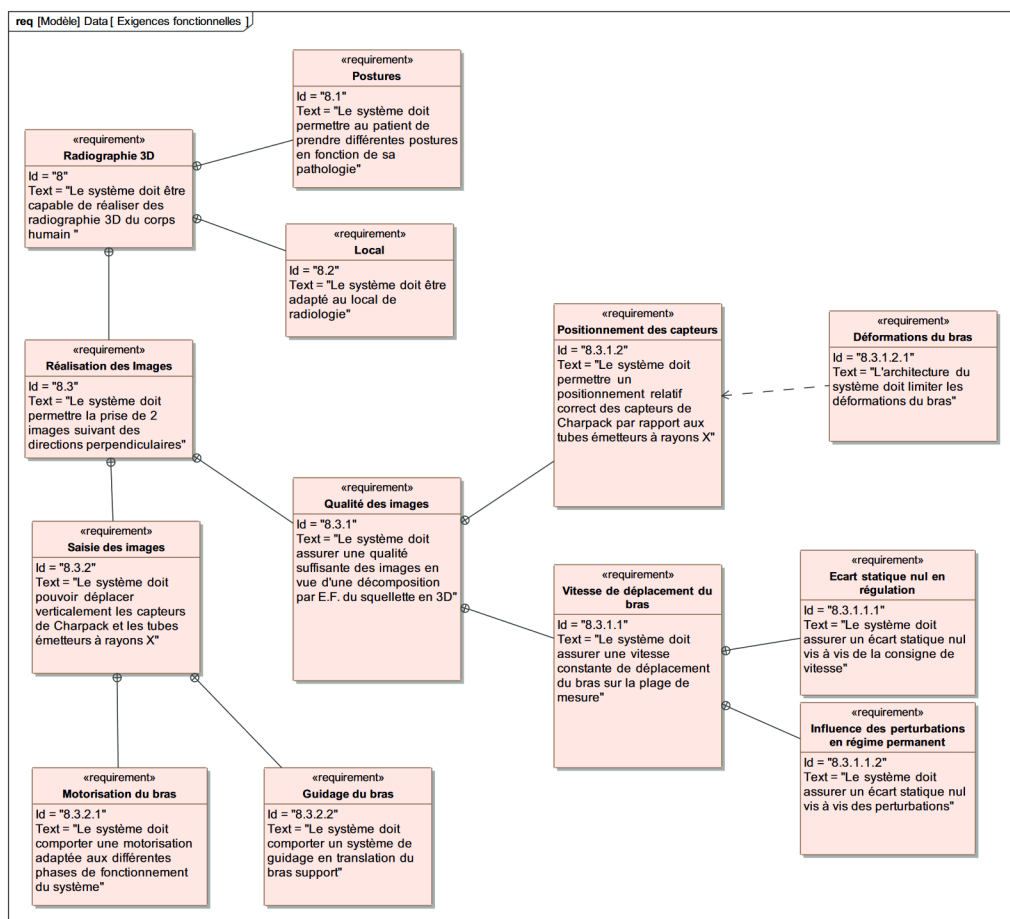 req [Modèle] Data [ Exigences fonctionnelles ]
«requirement»
Postures
Id = "8.1"
Text = "Le système doit
permettre au patient de
prendre différentes postures
en fonction de sa
pathologie"
«requirement»
Radiographie 3D
Id = "8"
Text = "Le système doit être
capable de réaliser des
radiographie 3D du corps
humain "
«requirement»
Local
Id = "8.2"
Text = "Le système doit être
adapté au local de
radiologie"
«requirement»
Positionnement des capteurs
Id = "8.3.1.2"
Text = "Le système doit
permettre un
positionnement relatif
correct des capteurs de
Charpack par rapport aux
tubes émetteurs à rayons X"
«requirement»
Déformations du bras
Id = "8.3.1.2.1"
Text = "L'architecture du
système doit limiter les
déformations du bras"
«requirement»
Réalisation des Images
Id = "8.3"
Text = "Le système doit
permettre la prise de 2
images suivant des
directions perpendiculaires"
«requirement»
Qualité des images
Id = "8.3.1"
Text = "Le système doit
assurer une qualité
suffisante des images en
vue d'une décomposition
par E.F. du squellette en 3D"
«requirement»
Saisie des images
Id = "8.3.2"
Text = "Le système doit
pouvoir déplacer
verticalement les capteurs
de Charpack et les tubes
émetteurs à rayons X"
«requirement»
Vitesse de déplacement du
bras
Id = "8.3.1.1"
Text = "Le système doit
assurer une vitesse
constante de déplacement
du bras sur la plage de
mesure"
«requirement»
Ecart statique nul en
régulation
Id = "8.3.1.1.1"
Text = "Le système doit
assurer un écart statique nul
vis à vis de la consigne de
vitesse"
«requirement»
Influence des perturbations
en régime permanent
Id = "8.3.1.1.2"
Text = "Le système doit
assurer un écart statique nul
vis à vis des perturbations"
«requirement»
Motorisation du bras
Id = "8.3.2.1"
Text = "Le système doit
comporter une motorisation
adaptée aux différentes
phases de fonctionnement
du système"
«requirement»
Guidage du bras
Id = "8.3.2.2"
Text = "Le système doit
comporter un système de
guidage en translation du
bras support"